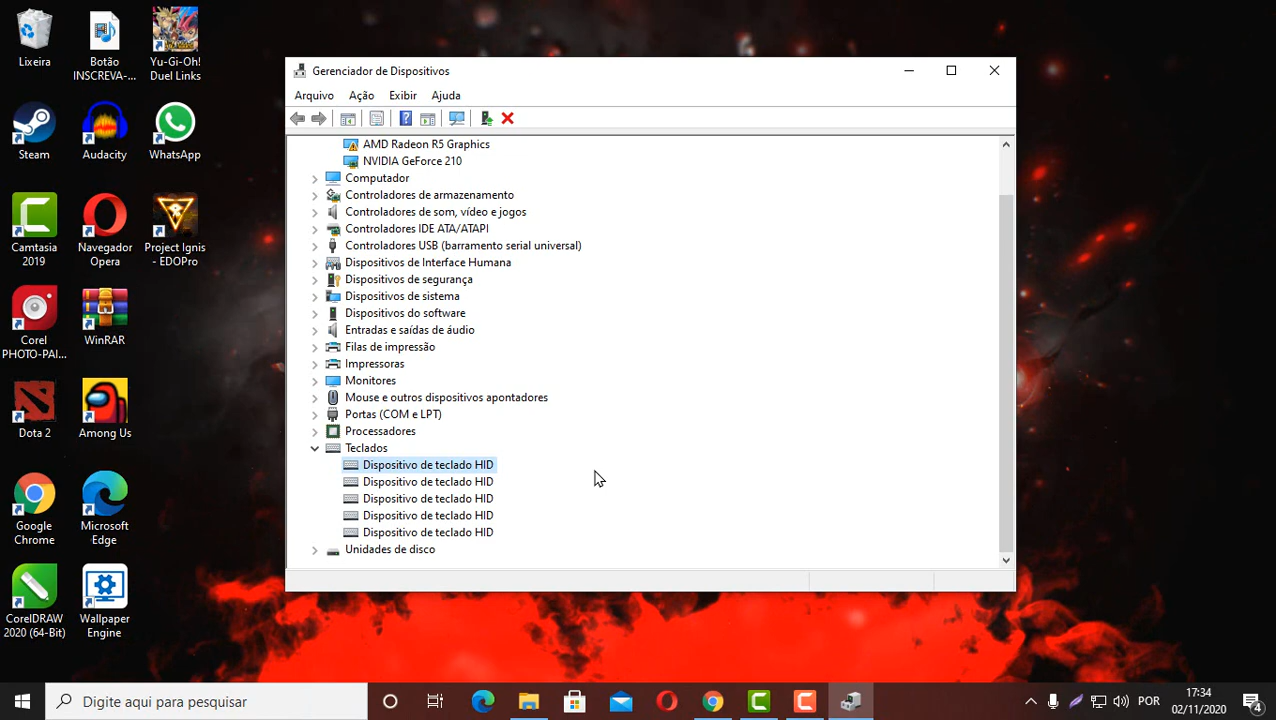 Lixeira
Botão
INSCREVA-...
Yu-Gi-Oh!
Duel Links
Steam
Audacity
WhatsApp
Camtasia
2019
Navegador
Opera
Project Ignis
- EDOPro
Corel
PHOTO-PAI...
WinRAR
Dota 2
Among Us
Google
Chrome
Microsoft
Edge
CorelDRAW
2020 (64-Bit)
Wallpaper
Engine
Gerenciador de Dispositivos
Arquivo Ação Exibir Ajuda
AMD Radeon R5 Graphics
NVIDIA GeForce 210
Computador
Controladores de armazenamento
Controladores de som, vídeo e jogos
Controladores IDE ATA/ATAPI
Controladores USB (barramento serial universal)
Dispositivos de Interface Humana
Dispositivos de segurança
Dispositivos de sistema
Dispositivos do software
Entradas e saídas de áudio
Filas de impressão
Impressoras
Monitores
Mouse e outros dispositivos apontadores
Portas (COM e LPT)
Processadores
Teclados
Dispositivo de teclado HID
Dispositivo de teclado HID
Dispositivo de teclado HID
Dispositivo de teclado HID
Dispositivo de teclado HID
Unidades de disco
Digite aqui para pesquisar
POR
17:34
02/11/2020
4